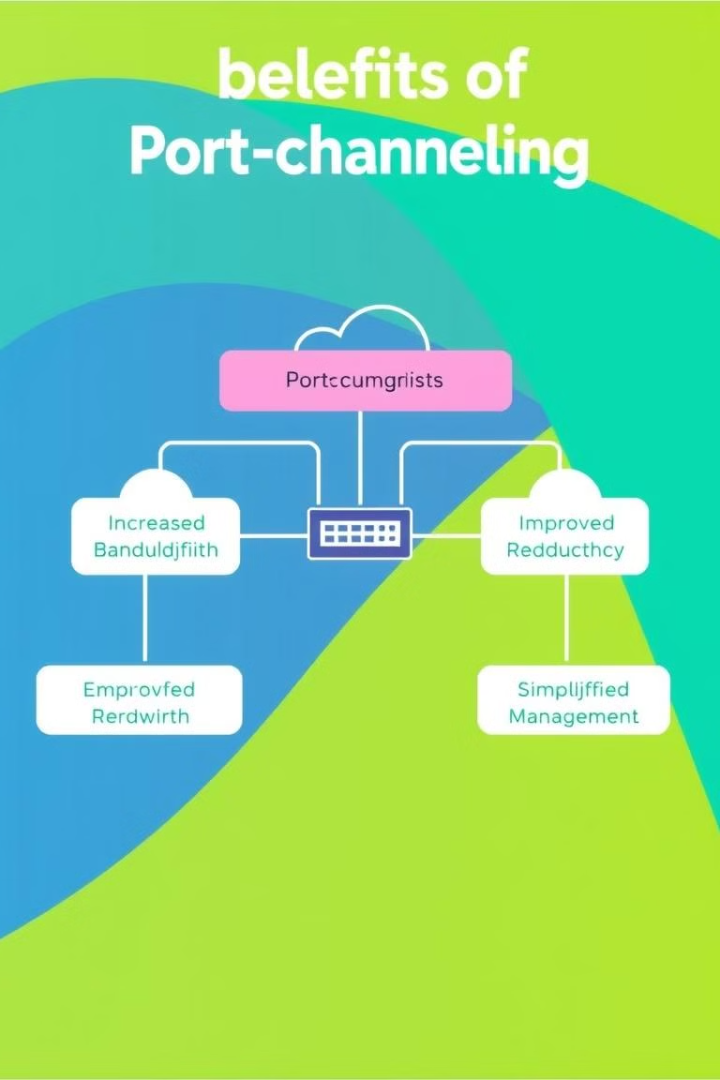 belefits of
Port-channeling
Portccumgrlists
Increased
Banduldjfiith
Improved
Redducthcy
Emprovfed
Rerdwirth
Simplijffied
Management